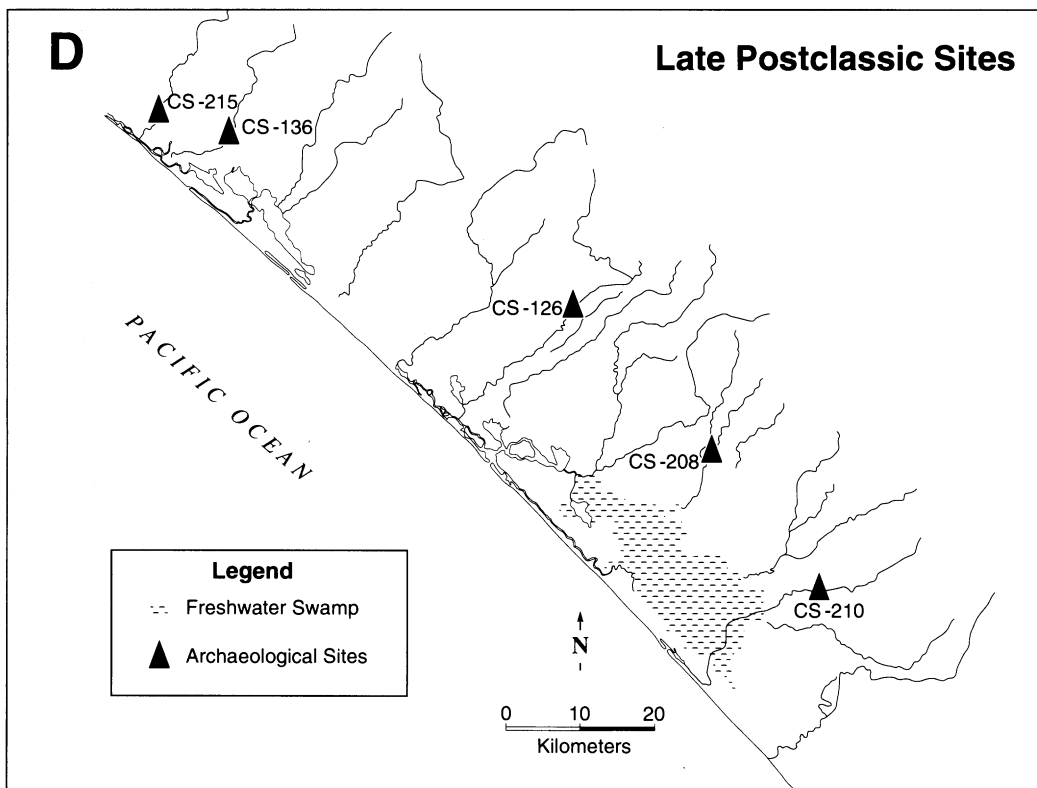 D
Late Postclassic Sites
CS-215
CS-136
CS-126
PACIFIC OCEAN
CS-208
CS-210
Legend
Freshwater Swamp
Archaeological Sites
N
0 10 20
Kilometers